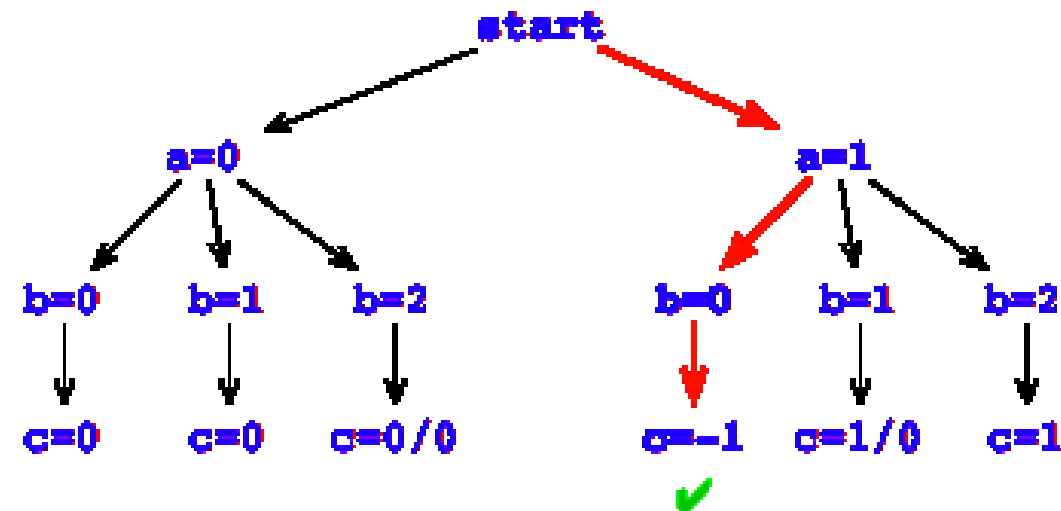 start
a=0 a=1
b=0 b=1 b=2 b=0 b=1 b=2
c=0 c=0 c=0/0 c=-1 c=1/0 c=1